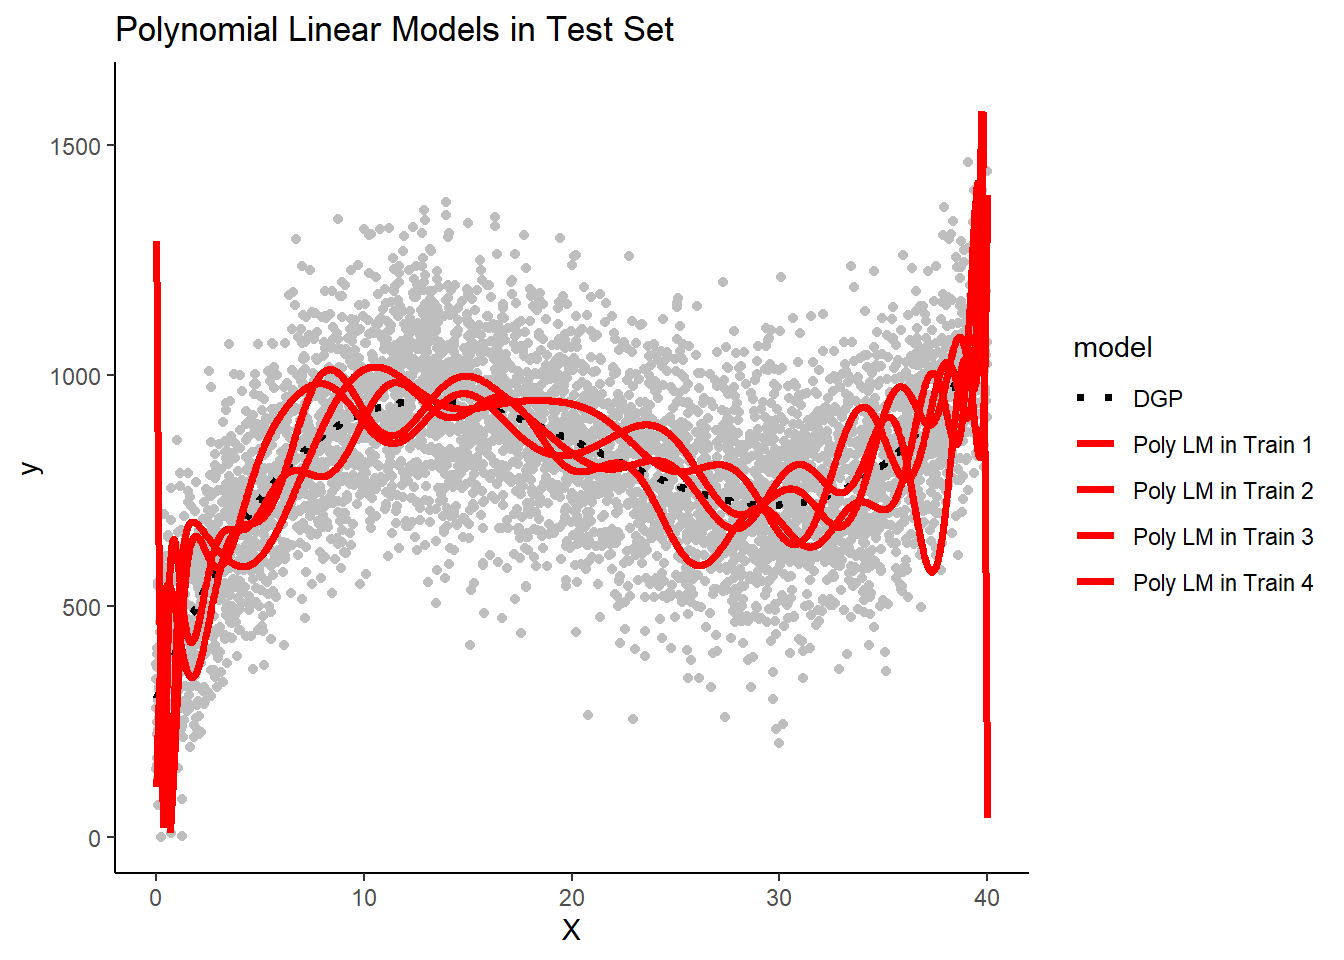 Polynomial Linear Models in Test Set
1500
1000
500
0
y
0 10 20 30 40
X
model
DGP
Poly LM in Train 1
Poly LM in Train 2
Poly LM in Train 3
Poly LM in Train 4